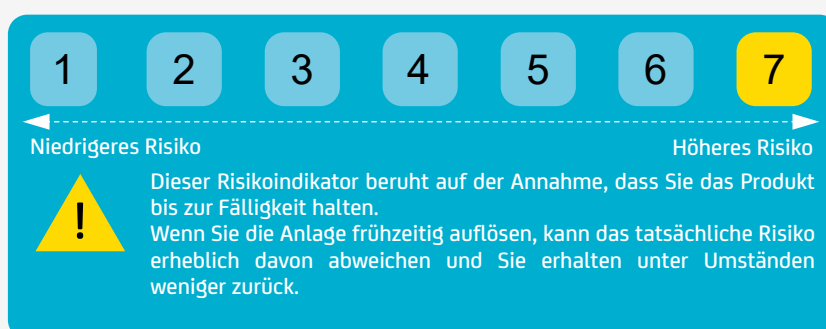 1 2 3 4 5 6 7
Niedrigeres Risiko Höheres Risiko
!
Dieser Risikoindikator beruht auf der Annahme, dass Sie das Produkt
bis zur Fälligkeit halten.
Wenn Sie die Anlage frühzeitig auflösen, kann das tatsächliche Risiko
erheblich davon abweichen und Sie erhalten unter Umständen
weniger zurück.